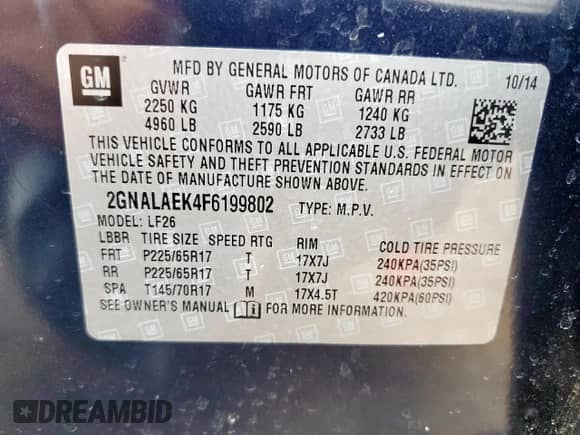 GM
MFD BY GENERAL MOTORS OF CANADA LTD. 10/14
GVWR GAWR FRT GAWR RR
2250 KG 1175 KG 1240 KG
4960 LB 2590 LB 2733 LB
THIS VEHICLE CONFORMS TO ALL APPLICABLE U.S. FEDERAL MOTOR
VEHICLE SAFETY AND THEFT PREVENTION STANDARDS IN EFFECT ON
THE DATE OF MANUFACTURE SHOWN ABOVE.
2GNALAEK4F6199802 TYPE: M.P.V.
MODEL: LF26
LBBR TIRE SIZE SPEED RTG RIM COLD TIRE PRESSURE
FRT P225/65R17 T 17X7J 240KPA(35PSI)
RR P225/65R17 T 17X7J 240KPA(35PSI)
SPA T145/70R17 M 17X4.5T 420KPA(60PSI)
SEE OWNER'S MANUAL FOR MORE INFORMATION.
DREAMBID